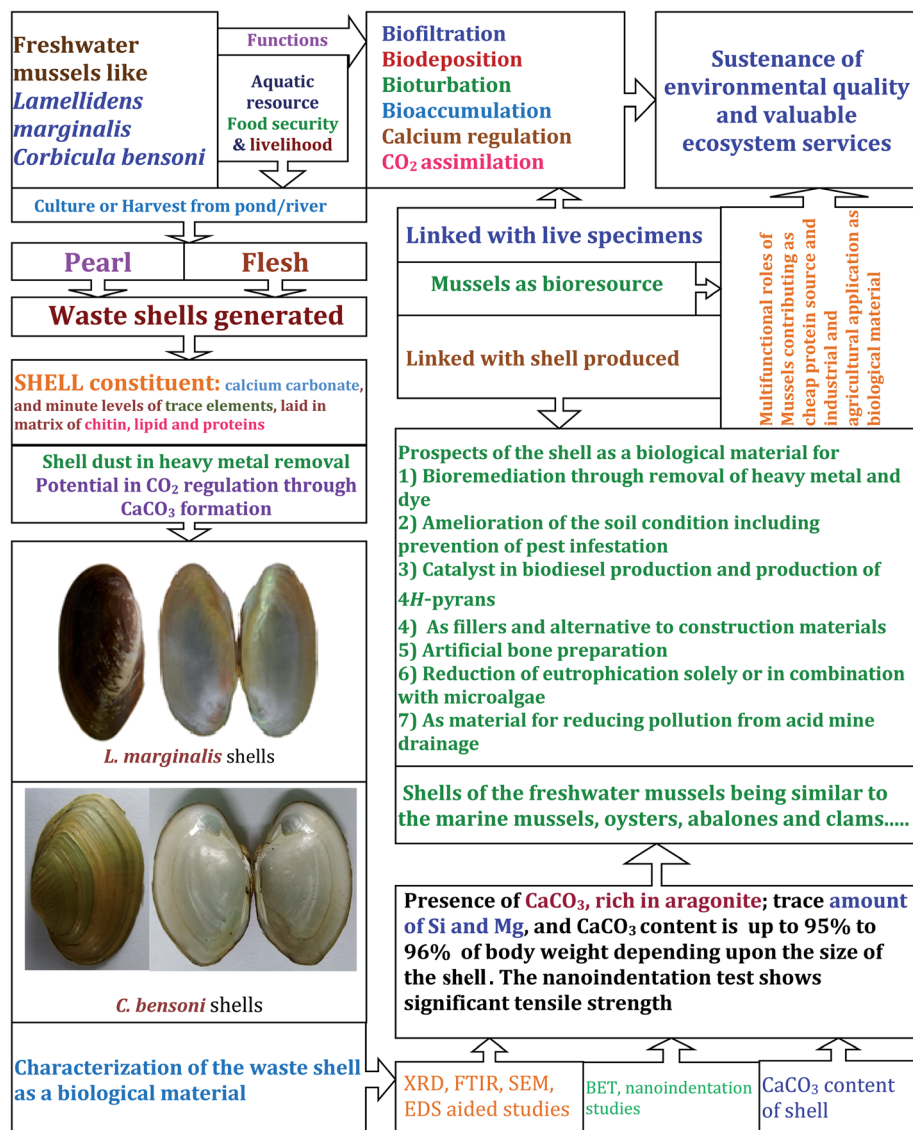 Freshwater
mussels like
Lamellidens
marginalis
Corbicula bensoni
Functions
Aquatic
resource
Food security
& livelihood
Biofiltration
Biodeposition
Bioturbation
Bioaccumulation
Calcium regulation
CO₂ assimilation
Sustenance of
environmental quality
and valuable
ecosystem services
Culture or Harvest from pond/river
Pearl
Flesh
Waste shells generated
SHELL constituent: calcium carbonate,
and minute levels of trace elements, laid in
matrix of chitin, lipid and proteins
Shell dust in heavy metal removal
Potential in CO₂ regulation through
CaCO₃ formation
L. marginalis shells
C. bensoni shells
Characterization of the waste shell
as a biological material
Linked with live specimens
Mussels as bioresource
Linked with shell produced
Multifunctional roles of
Mussels contributing as
cheap protein source and
industrial and
agricultural application as
biological material
Prospects of the shell as a biological material for
1) Bioremediation through removal of heavy metal and
dye
2) Amelioration of the soil condition including
prevention of pest infestation
3) Catalyst in biodiesel production and production of
4H-pyrans
4) As fillers and alternative to construction materials
5) Artificial bone preparation
6) Reduction of eutrophication solely or in combination
with microalgae
7) As material for reducing pollution from acid mine
drainage
Shells of the freshwater mussels being similar to
the marine mussels, oysters, abalones and clams.....
Presence of CaCO₃, rich in aragonite; trace amount
of Si and Mg, and CaCO₃ content is up to 95% to
96% of body weight depending upon the size of
the shell. The nanoindentation test shows
significant tensile strength
XRD, FTIR, SEM,
EDS aided studies
BET, nanoindentation
studies
CaCO₃ content
of shell